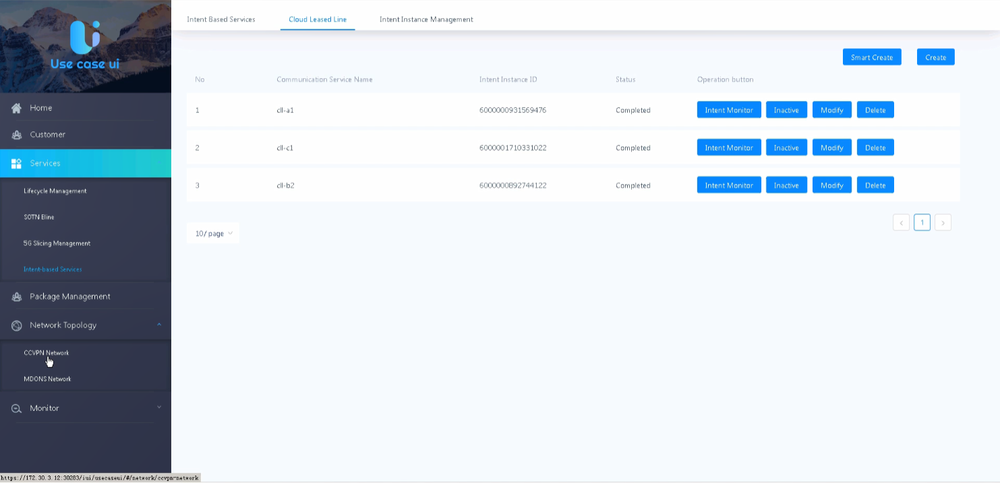 Use case ui
Home
Customer
Services
Lifecycle Management
SOTN Eline
5G Slicing Management
Intent-based Services
Package Management
Network Topology
CCVPN Network
MDONS Network
Monitor
https://172.30.3.12:30283/iui/usecaseui/#/network/ccvpn-network
Intent Based Services Cloud Leased Line Intent Instance Management
Smart Create Create
No Communication Service Name Intent Instance ID Status Operation button
1 cll-a1 6000000931569476 Completed Intent Monitor Inactive Modify Delete
2 cll-c1 6000001710331022 Completed Intent Monitor Inactive Modify Delete
3 cll-b2 6000000892744122 Completed Intent Monitor Inactive Modify Delete
< 1 >
10/ page